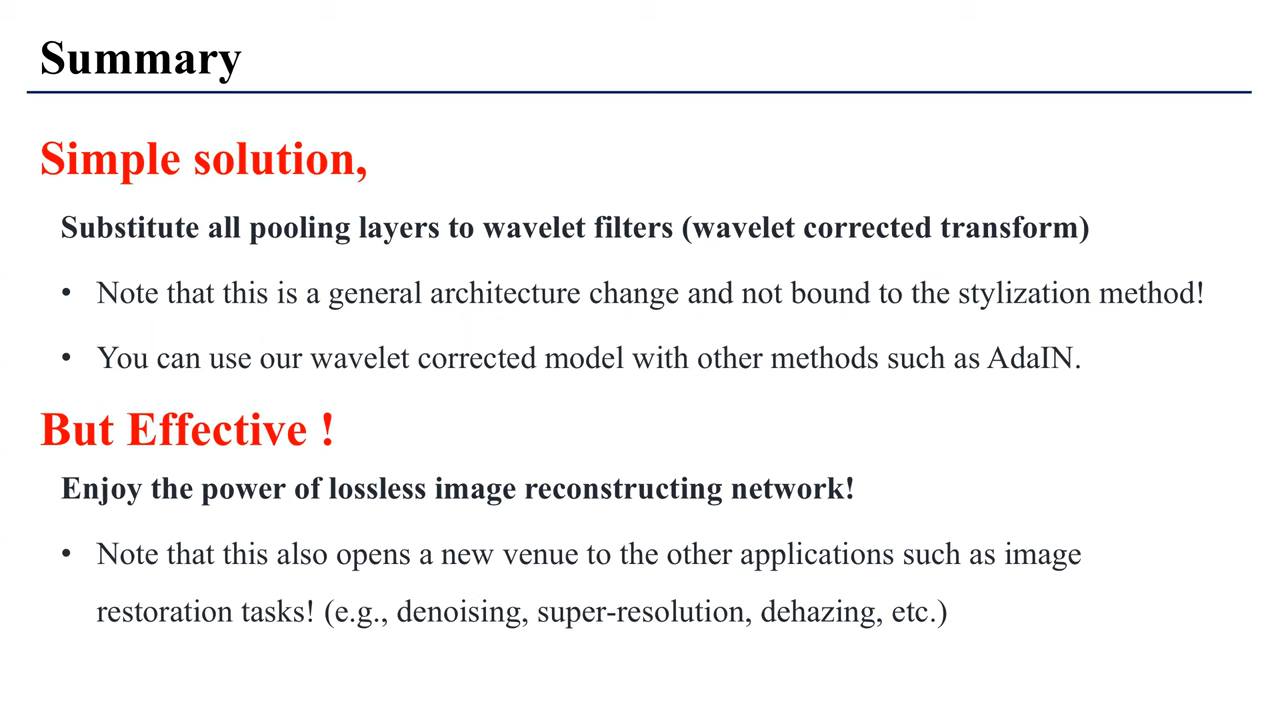 Summary
Simple solution,
Substitute all pooling layers to wavelet filters (wavelet corrected transform)
• Note that this is a general architecture change and not bound to the stylization method!
• You can use our wavelet corrected model with other methods such as AdaIN.
But Effective !
Enjoy the power of lossless image reconstructing network!
• Note that this also opens a new venue to the other applications such as image
restoration tasks! (e.g., denoising, super-resolution, dehazing, etc.)